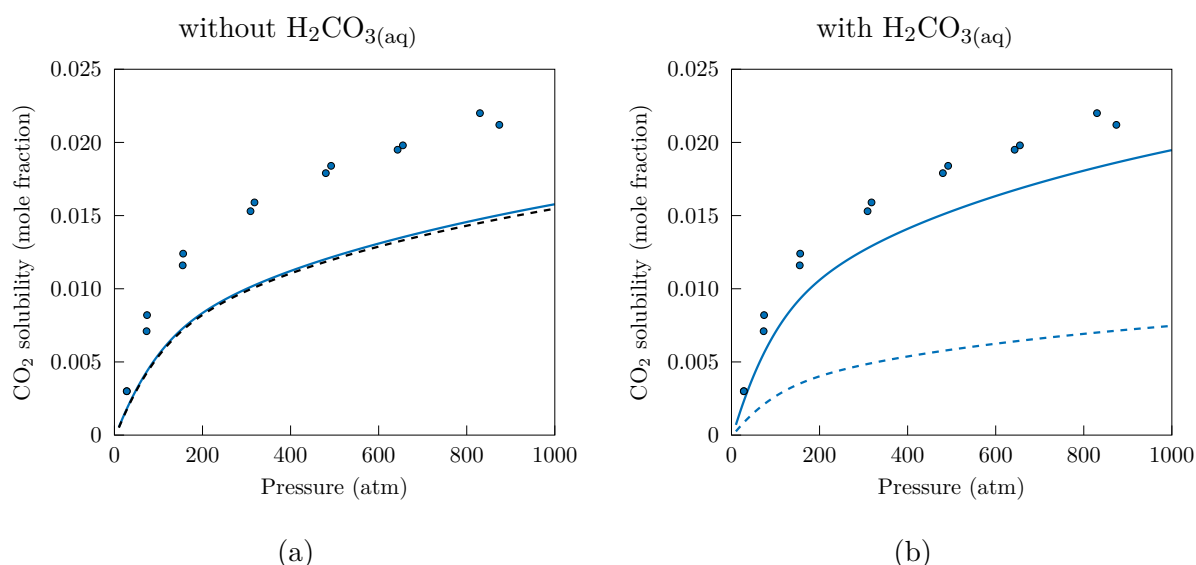 without H₂CO₃₍aq₎
0.025
0.020
0.015
0.010
0.005
0
CO₂ solubility (mole fraction)
0 200 400 600 800 1000
Pressure (atm)
(a)
with H₂CO₃₍aq₎
0.025
0.020
0.015
0.010
0.005
0
CO₂ solubility (mole fraction)
0 200 400 600 800 1000
Pressure (atm)
(b)